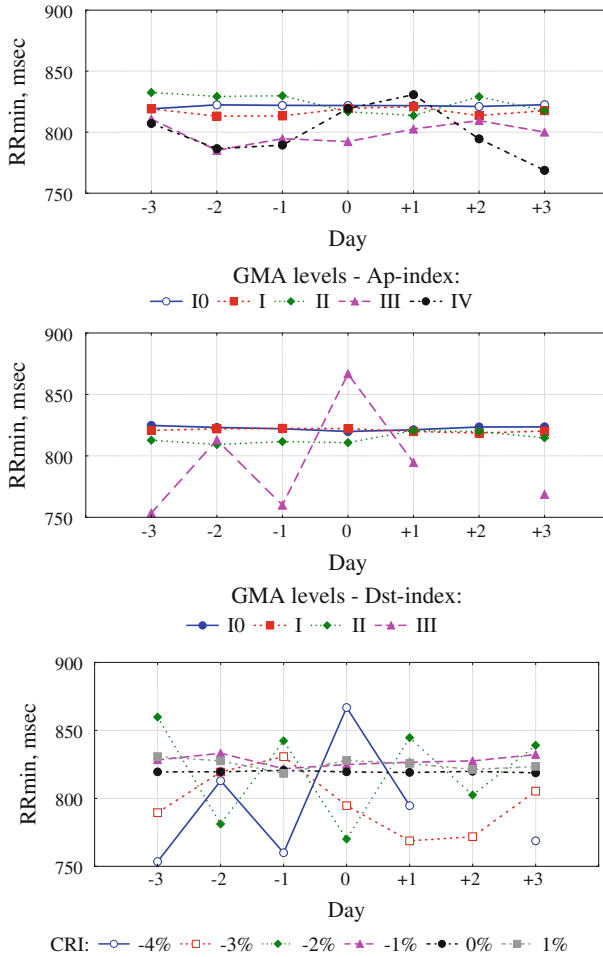 900
850
800
750
RRmin, msec
-3 -2 -1 0 +1 +2 +3
Day
GMA levels - Ap-index:
I0 I II III IV
900
850
800
750
RRmin, msec
-3 -2 -1 0 +1 +2 +3
Day
GMA levels - Dst-index:
I0 I II III
900
850
800
750
RRmin, msec
-3 -2 -1 0 +1 +2 +3
Day
CRI: -4% -3% -2% -1% 0% 1%